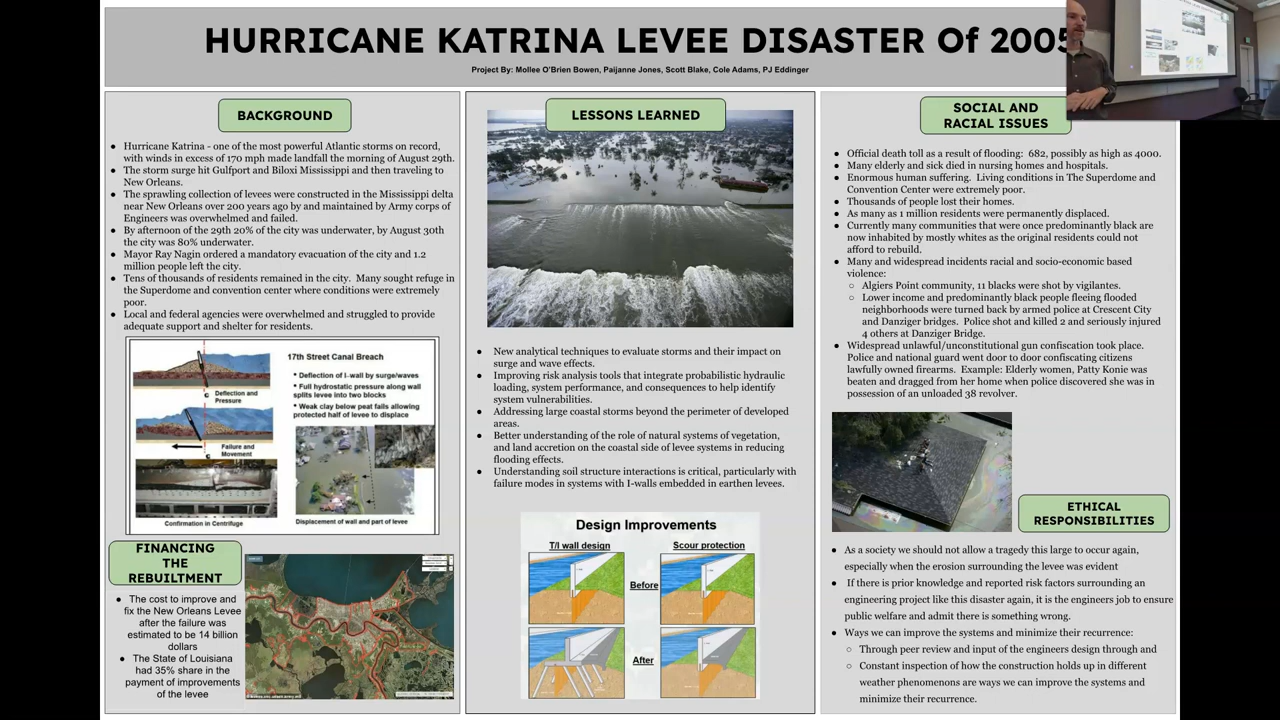 HURRICANE KATRINA LEVEE DISASTER Of 2005
Project By: Mollee O'Brien Bowen, Paijanne Jones, Scott Blake, Cole Adams, PJ Eddinger
BACKGROUND
● Hurricane Katrina - one of the most powerful Atlantic storms on record,
with winds in excess of 170 mph made landfall the morning of August 29th.
● The storm surge hit Gulfport and Biloxi Mississippi and then traveling to
New Orleans.
● The sprawling collection of levees were constructed in the Mississippi delta
near New Orleans over 200 years ago by and maintained by Army corps of
Engineers was overwhelmed and failed.
● By afternoon of the 29th 20% of the city was underwater, by August 30th
the city was 80% underwater.
● Mayor Ray Nagin ordered a mandatory evacuation of the city and 1.2
million people left the city.
● Tens of thousands of residents remained in the city. Many sought refuge in
the Superdome and convention center where conditions were extremely
poor.
● Local and federal agencies were overwhelmed and struggled to provide
adequate support and shelter for residents.
17th Street Canal Breach
Deflection and
Pressure
Failure and
Movement
Confirmation in Centrifuge
• Deflection of I-wall by surge/waves
• Full hydrostatic pressure along wall
splits levee into two blocks
• Weak clay below peat fails allowing
protected half of levee to displace
Displacement of wall and part of levee
FINANCING
THE
REBUILTMENT
● The cost to improve and
fix the New Orleans Levee
after the failure was
estimated to be 14 billion
dollars
● The State of Louisiana
had 35% share in the
payment of improvements
of the levee
LESSONS LEARNED
● New analytical techniques to evaluate storms and their impact on
surge and wave effects.
● Improving risk analysis tools that integrate probabilistic hydraulic
loading, system performance, and consequences to help identify
system vulnerabilities.
● Addressing large coastal storms beyond the perimeter of developed
areas.
● Better understanding of the role of natural systems of vegetation,
and land accretion on the coastal side of levee systems in reducing
flooding effects.
● Understanding soil structure interactions is critical, particularly with
failure modes in systems with I-walls embedded in earthen levees.
Design Improvements
T/I wall design
Scour protection
Before
After
SOCIAL AND
RACIAL ISSUES
● Official death toll as a result of flooding: 682, possibly as high as 4000.
● Many elderly and sick died in nursing homes and hospitals.
● Enormous human suffering. Living conditions in The Superdome and
Convention Center were extremely poor.
● Thousands of people lost their homes.
● As many as 1 million residents were permanently displaced.
● Currently many communities that were once predominantly black are
now inhabited by mostly whites as the original residents could not
afford to rebuild.
● Many and widespread incidents racial and socio-economic based
violence:
○ Algiers Point community, 11 blacks were shot by vigilantes.
○ Lower income and predominantly black people fleeing flooded
neighborhoods were turned back by armed police at Crescent City
and Danziger bridges. Police shot and killed 2 and seriously injured
4 others at Danziger Bridge.
● Widespread unlawful/unconstitutional gun confiscation took place.
Police and national guard went door to door confiscating citizens
lawfully owned firearms. Example: Elderly women, Patty Konie was
beaten and dragged from her home when police discovered she was in
possession of an unloaded 38 revolver.
ETHICAL
RESPONSIBILITIES
● As a society we should not allow a tragedy this large to occur again,
especially when the erosion surrounding the levee was evident
● If there is prior knowledge and reported risk factors surrounding an
engineering project like this disaster again, it is the engineers job to ensure
public welfare and admit there is something wrong.
● Ways we can improve the systems and minimize their recurrence:
○ Through peer review and input of the engineers design through and
○ Constant inspection of how the construction holds up in different
weather phenomenons are ways we can improve the systems and
minimize their recurrence.